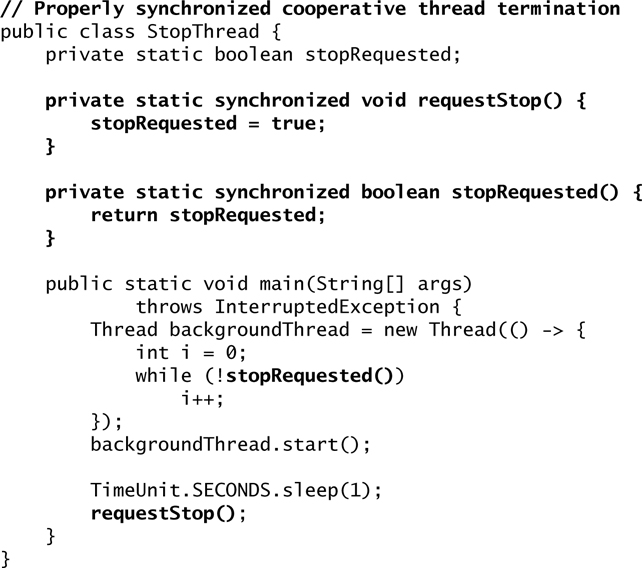 // Properly synchronized cooperative thread termination
public class StopThread {
    private static boolean stopRequested;

    private static synchronized void requestStop() {
        stopRequested = true;
    }

    private static synchronized boolean stopRequested() {
        return stopRequested;
    }

    public static void main(String[] args)
            throws InterruptedException {
        Thread backgroundThread = new Thread(() -> {
            int i = 0;
            while (!stopRequested())
                i++;
        });
        backgroundThread.start();

        TimeUnit.SECONDS.sleep(1);
        requestStop();
    }
}